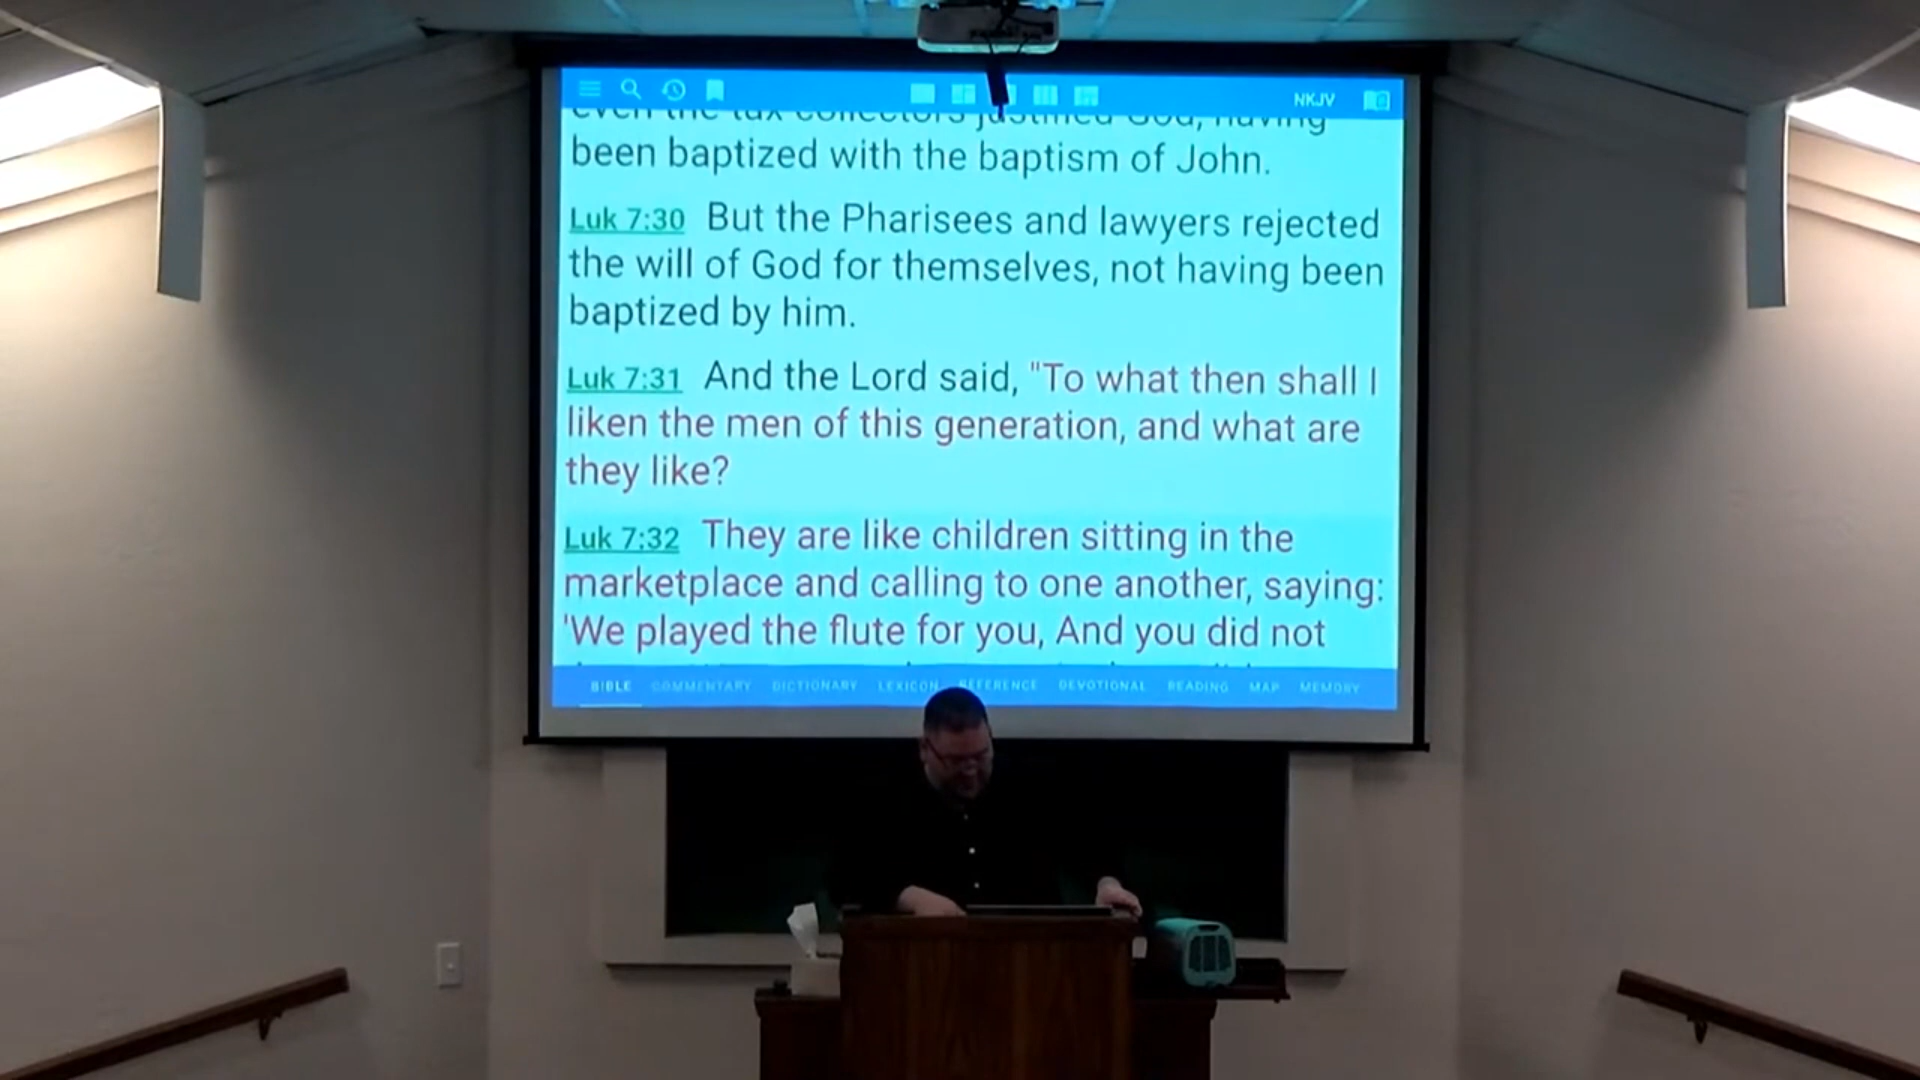 NKJV
even the tax collectors justified God, having
been baptized with the baptism of John.
Luk 7:30 But the Pharisees and lawyers rejected
the will of God for themselves, not having been
baptized by him.
Luk 7:31 And the Lord said, "To what then shall I
liken the men of this generation, and what are
they like?
Luk 7:32 They are like children sitting in the
marketplace and calling to one another, saying:
'We played the flute for you, And you did not
BIBLE COMMENTARY DICTIONARY LEXICON REFERENCE DEVOTIONAL READING MAP MEMORY